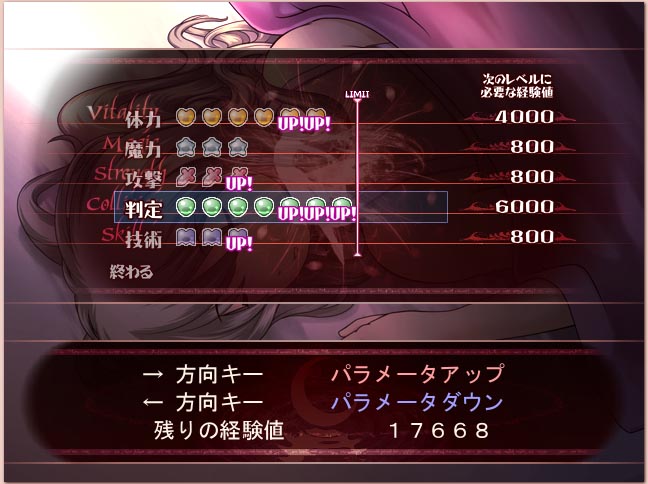 次のレベルに
必要な経験値
LIMIT
Vitality
体力 UP!UP! 4000
魔力 800
攻撃 UP! 800
判定 UP!UP!UP! 6000
Skill
技術 UP! 800
終わる
→ 方向キー パラメータアップ
← 方向キー パラメータダウン
残りの経験値 17668